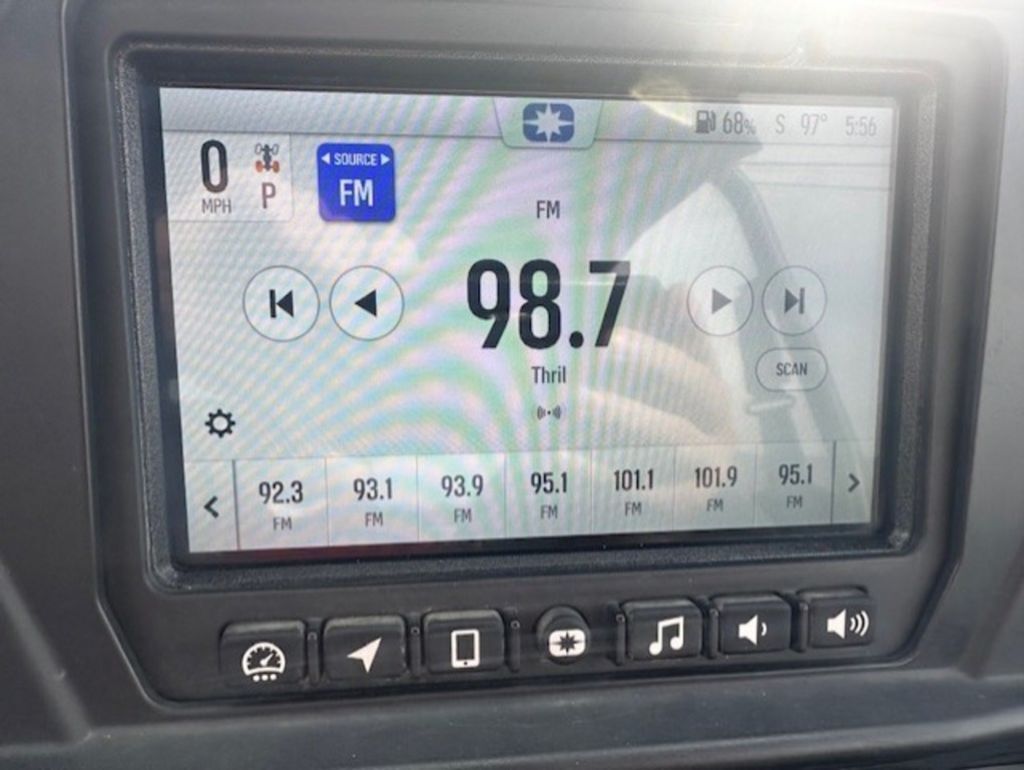 68% S 97° 5:56
0
MPH
P
SOURCE
FM
FM
98.7
Thril
SCAN
92.3
FM
93.1
FM
93.9
FM
95.1
FM
101.1
FM
101.9
FM
95.1
FM